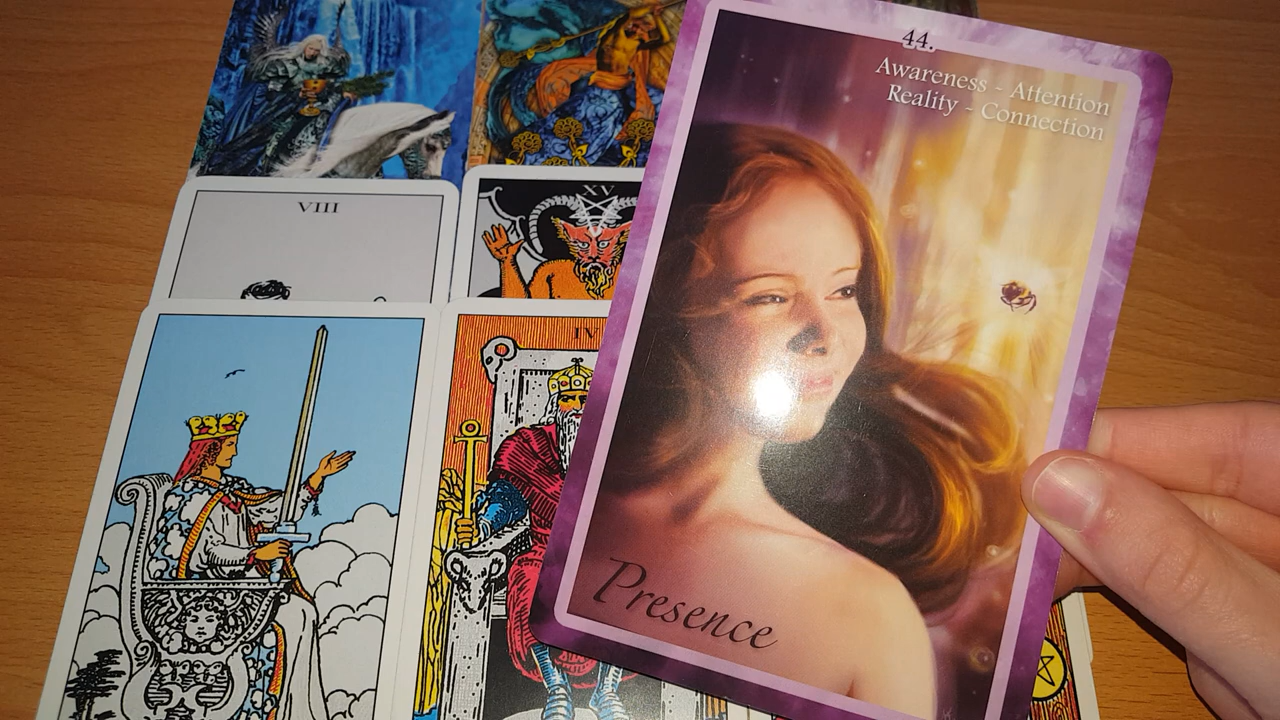 44.
Awareness - Attention
Reality - Connection
Presence
VIII
XV
IV